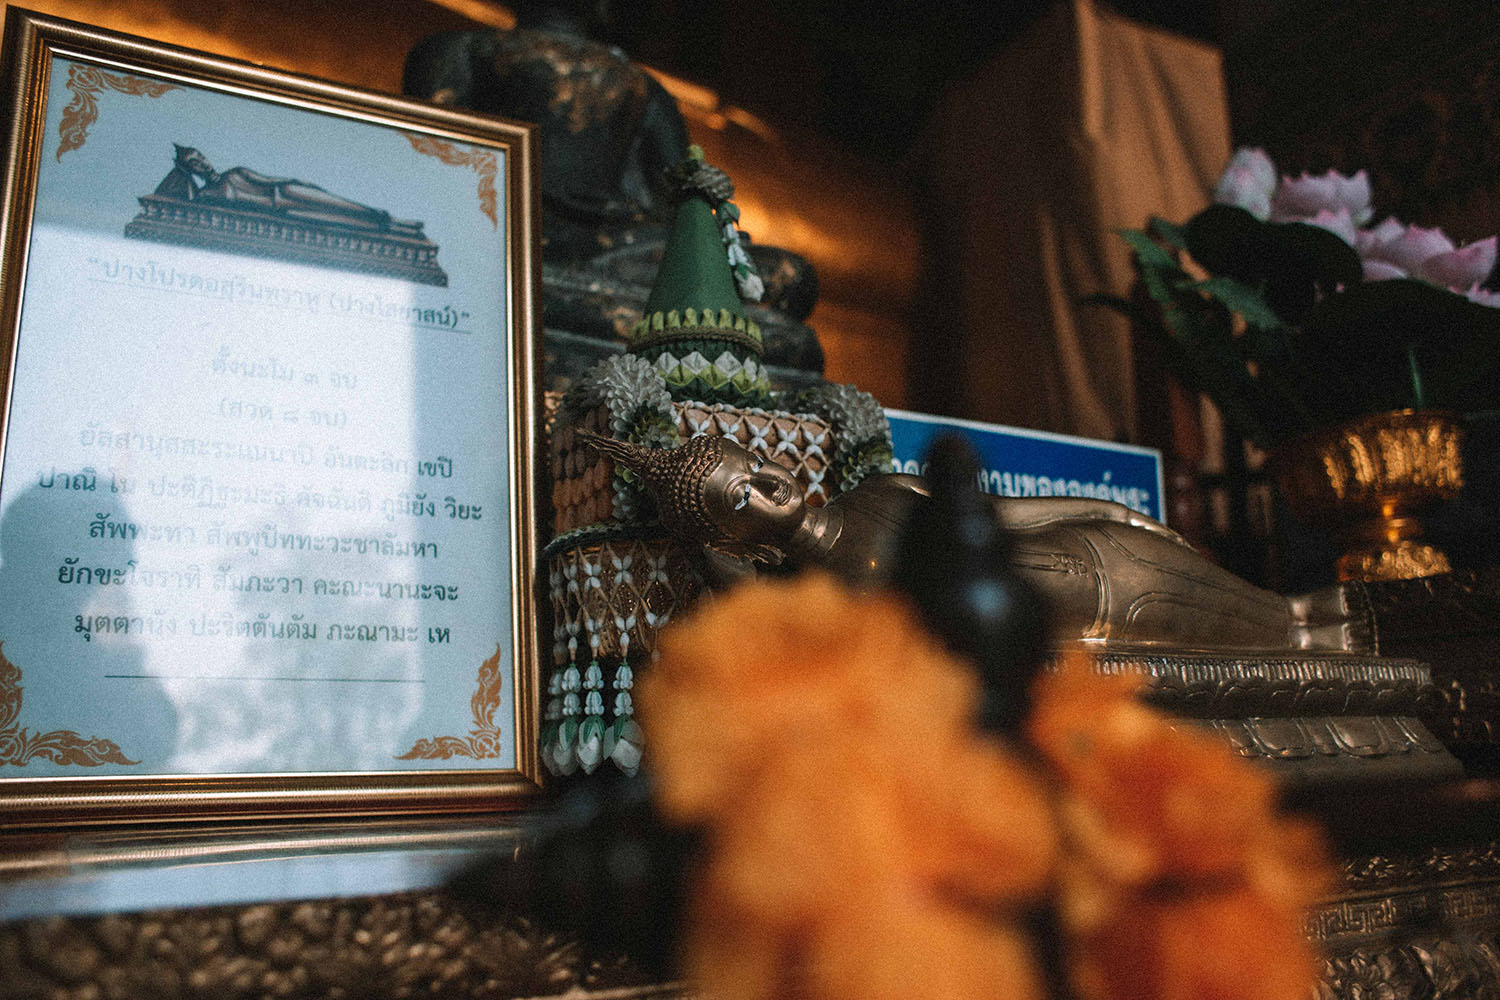 "ปางโปรดอสุรินทราหู (ปางไสยาสน์)"
ตั้งนะโม ๓ จบ
(สวด ๘ จบ)
อัสสานุสสะระเณนาปิ อันตะลิก เขปิ
ปาณิ โน ปะติฏฐิธะมะธิ คัจฉันติ ภูมิยัง วิยะ
สัพพะทา สัพพูปัททะวะชาลัมหา
ยักขะโจราทิ สัมภะวา คะณะนานะจะ
มุตตานัง ปะริตตันตัม ภะณามะ เห